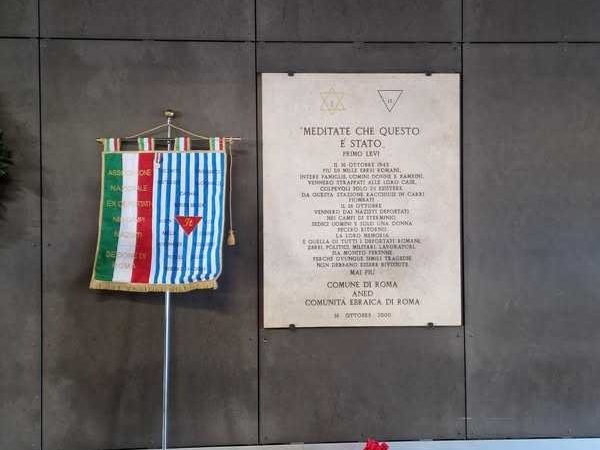 ASSOCIAZIONE
NAZIONALE
EX DEPORTATI
NEI CAMPI
NAZISTI
ROMA
"MEDITATE CHE QUESTO
È STATO"
PRIMO LEVI
IL 16 OTTOBRE 1943
PIÙ DI MILLE EBREI ROMANI,
INTERE FAMIGLIE, UOMINI, DONNE E BAMBINI,
VENNERO STRAPPATI ALLE LORO CASE,
COLPEVOLI SOLO DI ESISTERE.
DA QUESTA STAZIONE RACCHIUSI IN CARRI
PIOMBATI
IL 18 OTTOBRE
VENNERO DAI NAZISTI DEPORTATI
NEI CAMPI DI STERMINIO.
SEDICI UOMINI E SOLO UNA DONNA
FECERO RITORNO.
LA LORO MEMORIA
E QUELLA DI TUTTI I DEPORTATI ROMANI,
EBREI, POLITICI, MILITARI, LAVORATORI,
SIA MONITO PERENNE
PERCHÉ OVUNQUE SIMILI TRAGEDIE
NON DEBBANO ESSERE RIVISSUTE.
MAI PIÙ
COMUNE DI ROMA
ANED
COMUNITÀ EBRAICA DI ROMA
16 OTTOBRE 2000